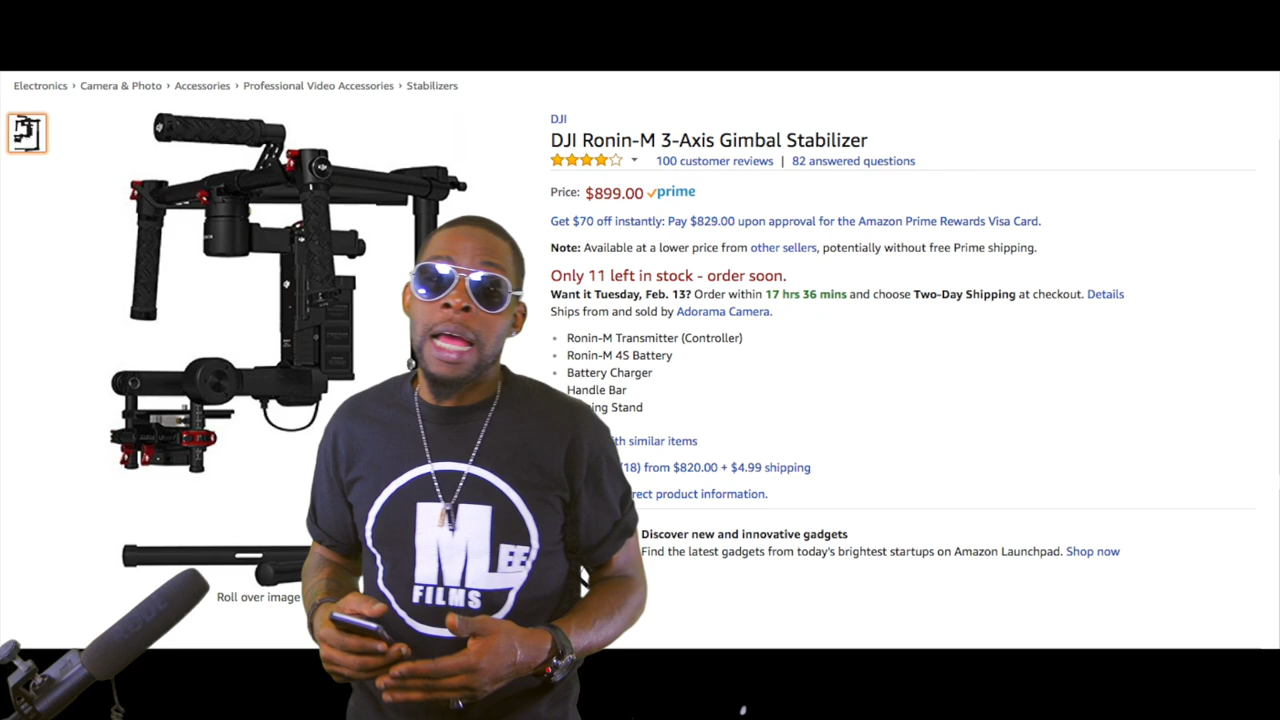 Electronics › Camera & Photo › Accessories › Professional Video Accessories › Stabilizers
DJI
DJI Ronin-M 3-Axis Gimbal Stabilizer
100 customer reviews | 82 answered questions
Price: $899.00 prime
Get $70 off instantly: Pay $829.00 upon approval for the Amazon Prime Rewards Visa Card.
Note: Available at a lower price from other sellers, potentially without free Prime shipping.
Only 11 left in stock - order soon.
Want it Tuesday, Feb. 13? Order within 17 hrs 36 mins and choose Two-Day Shipping at checkout. Details
Ships from and sold by Adorama Camera.
• Ronin-M Transmitter (Controller)
• Ronin-M 4S Battery
• Battery Charger
Handle Bar
Stand
similar items
(18) from $820.00 + $4.99 shipping
product information.
Discover new and innovative gadgets
Find the latest gadgets from today's brightest startups on Amazon Launchpad. Shop now
Roll over image
MEE
FILMS